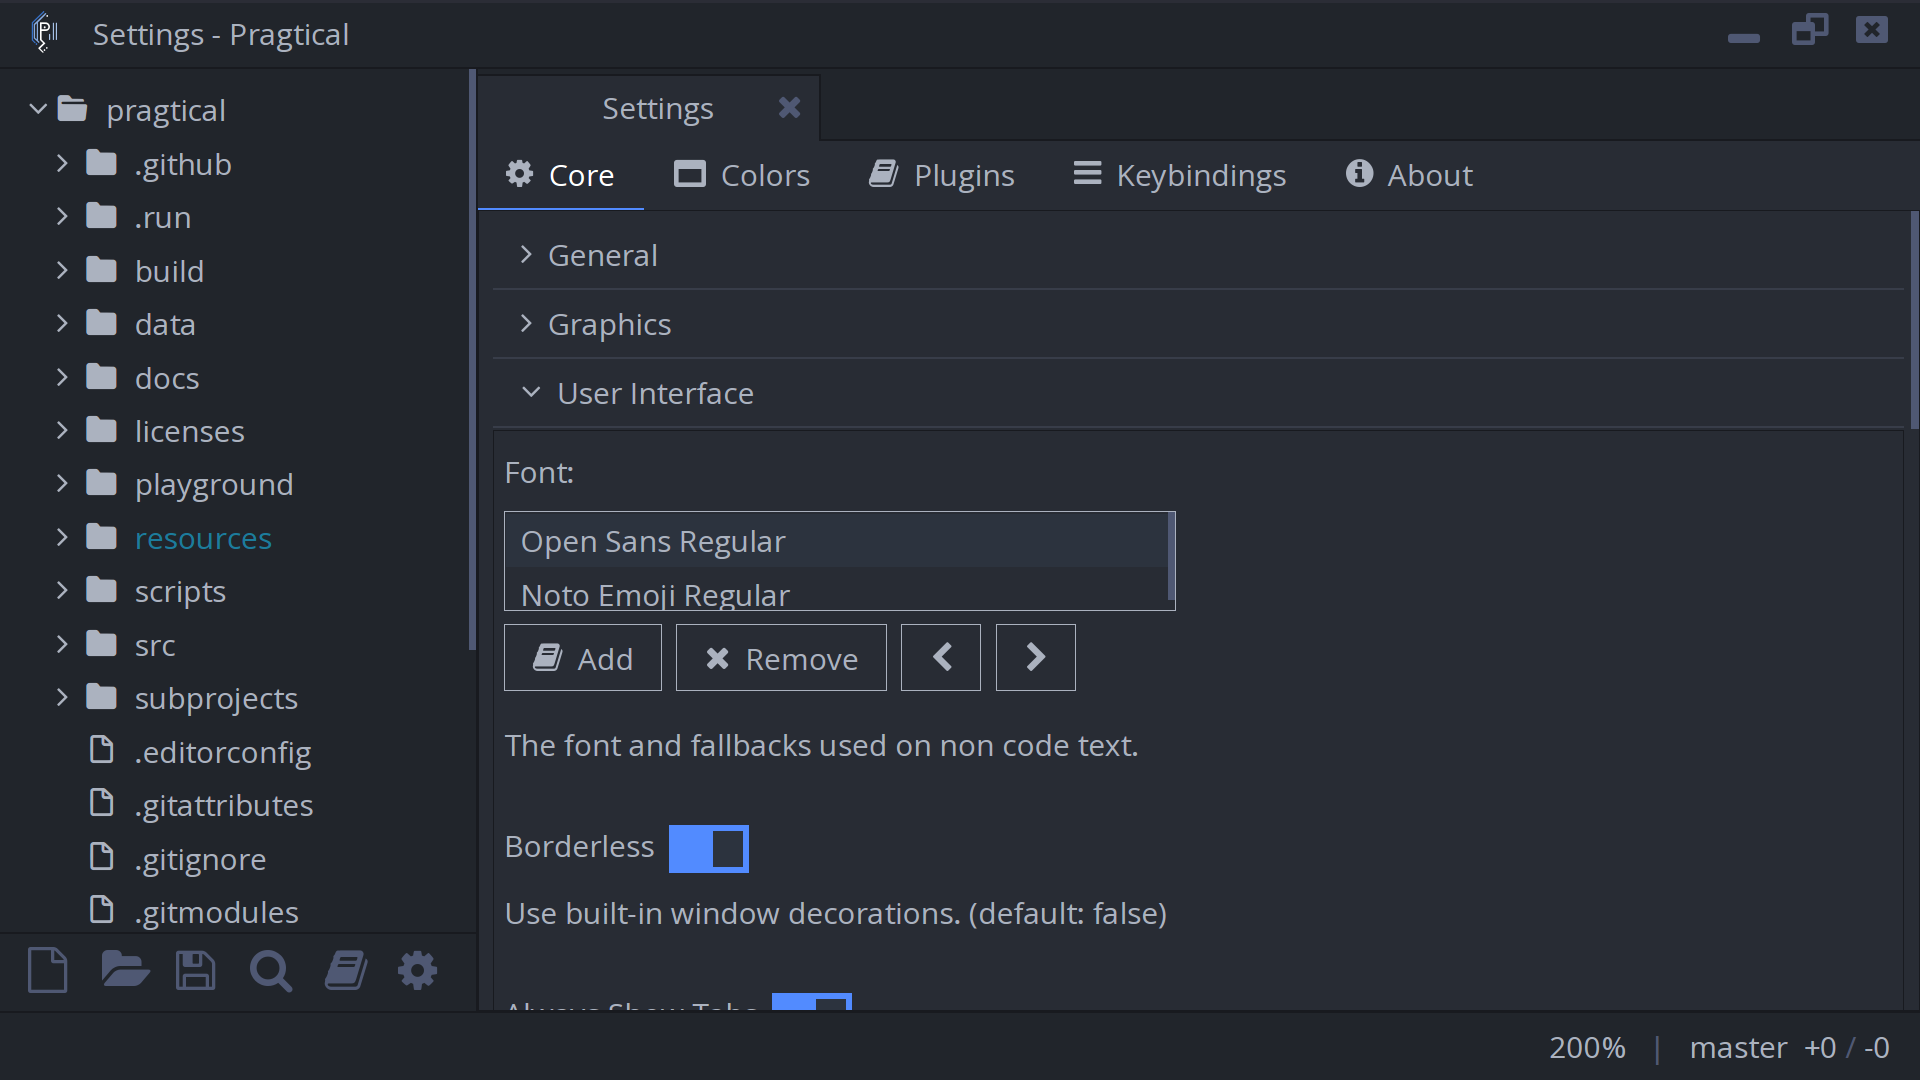 Settings - Pragtical
pragtical
.github
.run
build
data
docs
licenses
playground
resources
scripts
src
subprojects
.editorconfig
.gitattributes
.gitignore
.gitmodules
Settings
Core Colors Plugins Keybindings About
General
Graphics
User Interface
Font:
Open Sans Regular
Noto Emoji Regular
Add Remove
The font and fallbacks used on non code text.
Borderless
Use built-in window decorations. (default: false)
Always Show Tabs
200% | master +0 / -0